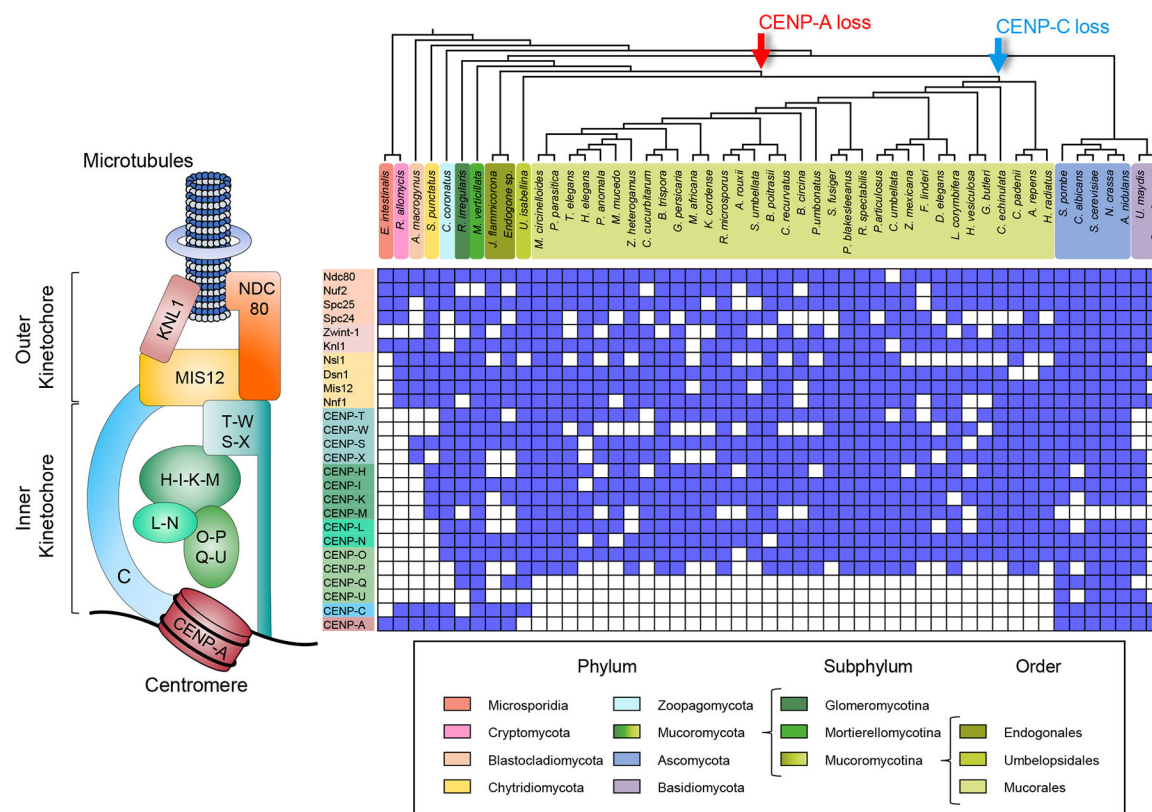 CENP-A loss
CENP-C loss
Microtubules
E. intestinalis
R. allomycis
A. macrogynus
S. punctatus
C. coronatus
R. irregularis
M. verticillata
J. flammicorona
Endogone sp.
U. isabellina
M. circinelloides
P. parasitica
T. elegans
H. elegans
P. anomala
M. mucedo
Z. heterogamus
C. cucurbitarum
B. trispora
G. persicaria
M. africana
K. cordense
R. microsporus
A. rouxii
S. umbellata
B. poitrasii
C. recurvatus
B. circina
P.umbonatus
S. fusiger
P. blakesleeanus
R. spectabilis
P. articulosus
C. umbellata
Z. mexicana
F. linderi
D. elegans
L. corymbifera
H. vesiculosa
G. butleri
C. echinulata
C. padenii
A. repens
H. radiatus
S. pombe
C. albicans
S. cerevisiae
N. crassa
A. nidulans
U. maydis
Outer
Kinetochore
Inner
Kinetochore
KNL1
NDC
80
MIS12
T-W
S-X
H-I-K-M
L-N
O-P
Q-U
C
CENP-A
Centromere
Ndc80
Nuf2
Spc25
Spc24
Zwint-1
Knl1
Nsl1
Dsn1
Mis12
Nnf1
CENP-T
CENP-W
CENP-S
CENP-X
CENP-H
CENP-I
CENP-K
CENP-M
CENP-L
CENP-N
CENP-O
CENP-P
CENP-Q
CENP-U
CENP-C
CENP-A
Phylum
Subphylum
Order
Microsporidia
Zoopagomycota
Glomeromycotina
Cryptomycota
Mucoromycota
Mortierellomycotina
Endogonales
Blastocladiomycota
Ascomycota
Mucoromycotina
Umbelopsidales
Chytridiomycota
Basidiomycota
Mucorales